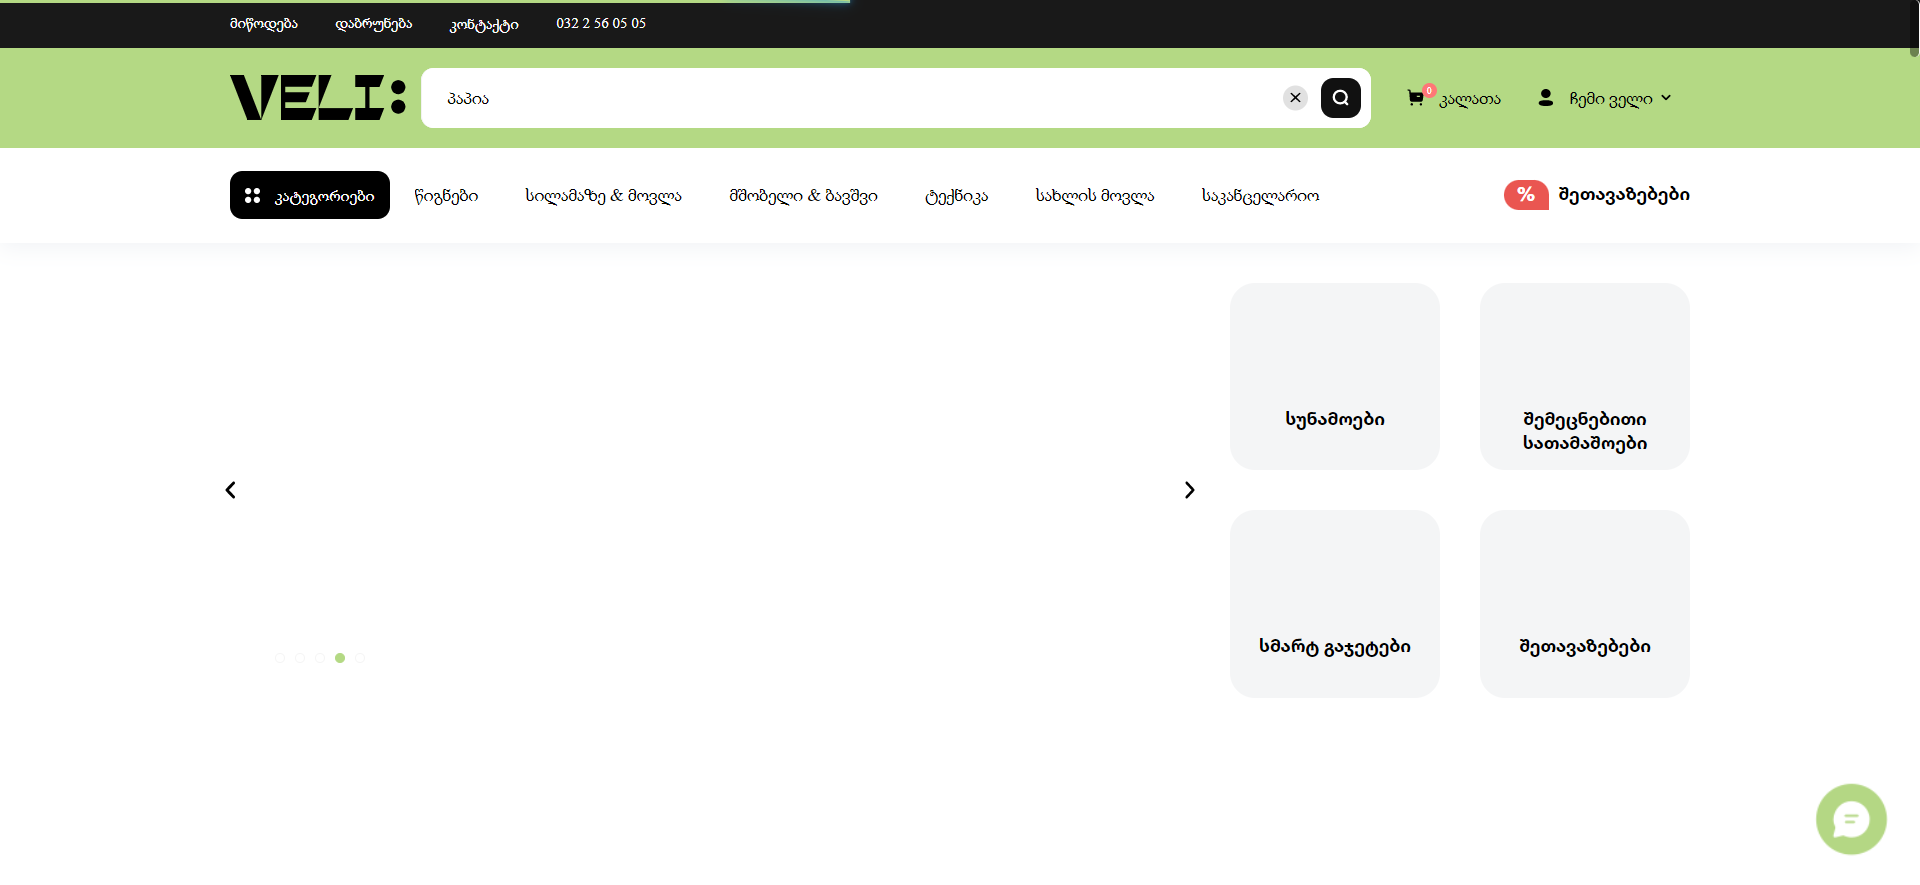 მიწოდება დაბრუნება კონტაქტი 032 2 56 05 05
VELI: პაპია 0 კალათა ჩემი ველი
კატეგორიები წიგნები სილამაზე & მოვლა მშობელი & ბავშვი ტექნიკა სახლის მოვლა საკანცელარიო % შეთავაზებები
სუნამოები
შემეცნებითი
სათამაშოები
სმარტ გაჯეტები
შეთავაზებები